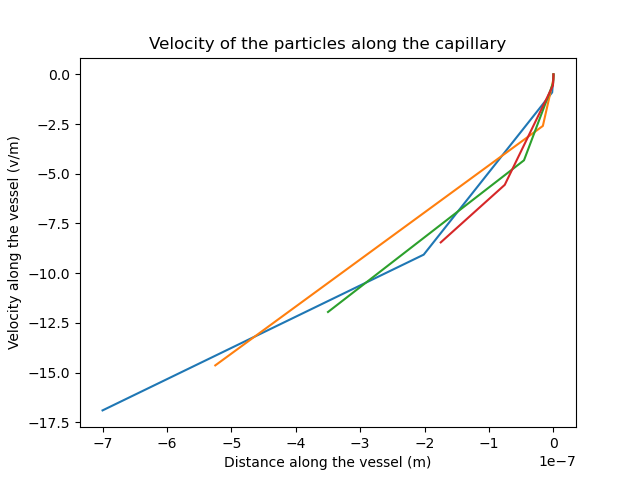 Velocity of the particles along the capillary
0.0
−2.5
−5.0
−7.5
−10.0
−12.5
−15.0
−17.5
Velocity along the vessel (v/m)
−7 −6 −5 −4 −3 −2 −1 0
1e−7
Distance along the vessel (m)